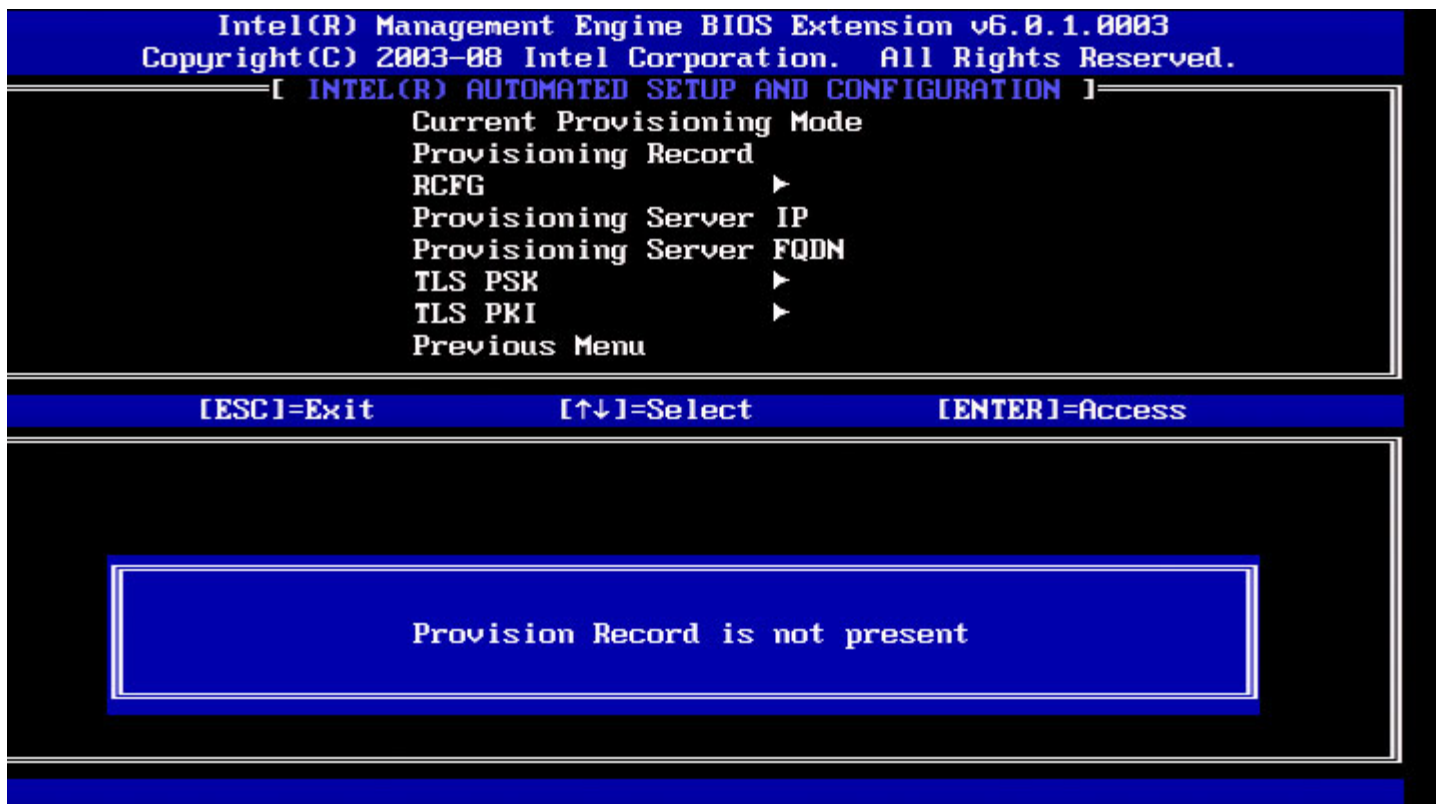 Intel(R) Management Engine BIOS Extension v6.0.1.0003
Copyright(C) 2003-08 Intel Corporation. All Rights Reserved.
[ INTEL(R) AUTOMATED SETUP AND CONFIGURATION ]
Current Provisioning Mode
Provisioning Record
RCFG ►
Provisioning Server IP
Provisioning Server FQDN
TLS PSK ►
TLS PKI ►
Previous Menu
[ESC]=Exit [↑↓]=Select [ENTER]=Access
Provision Record is not present